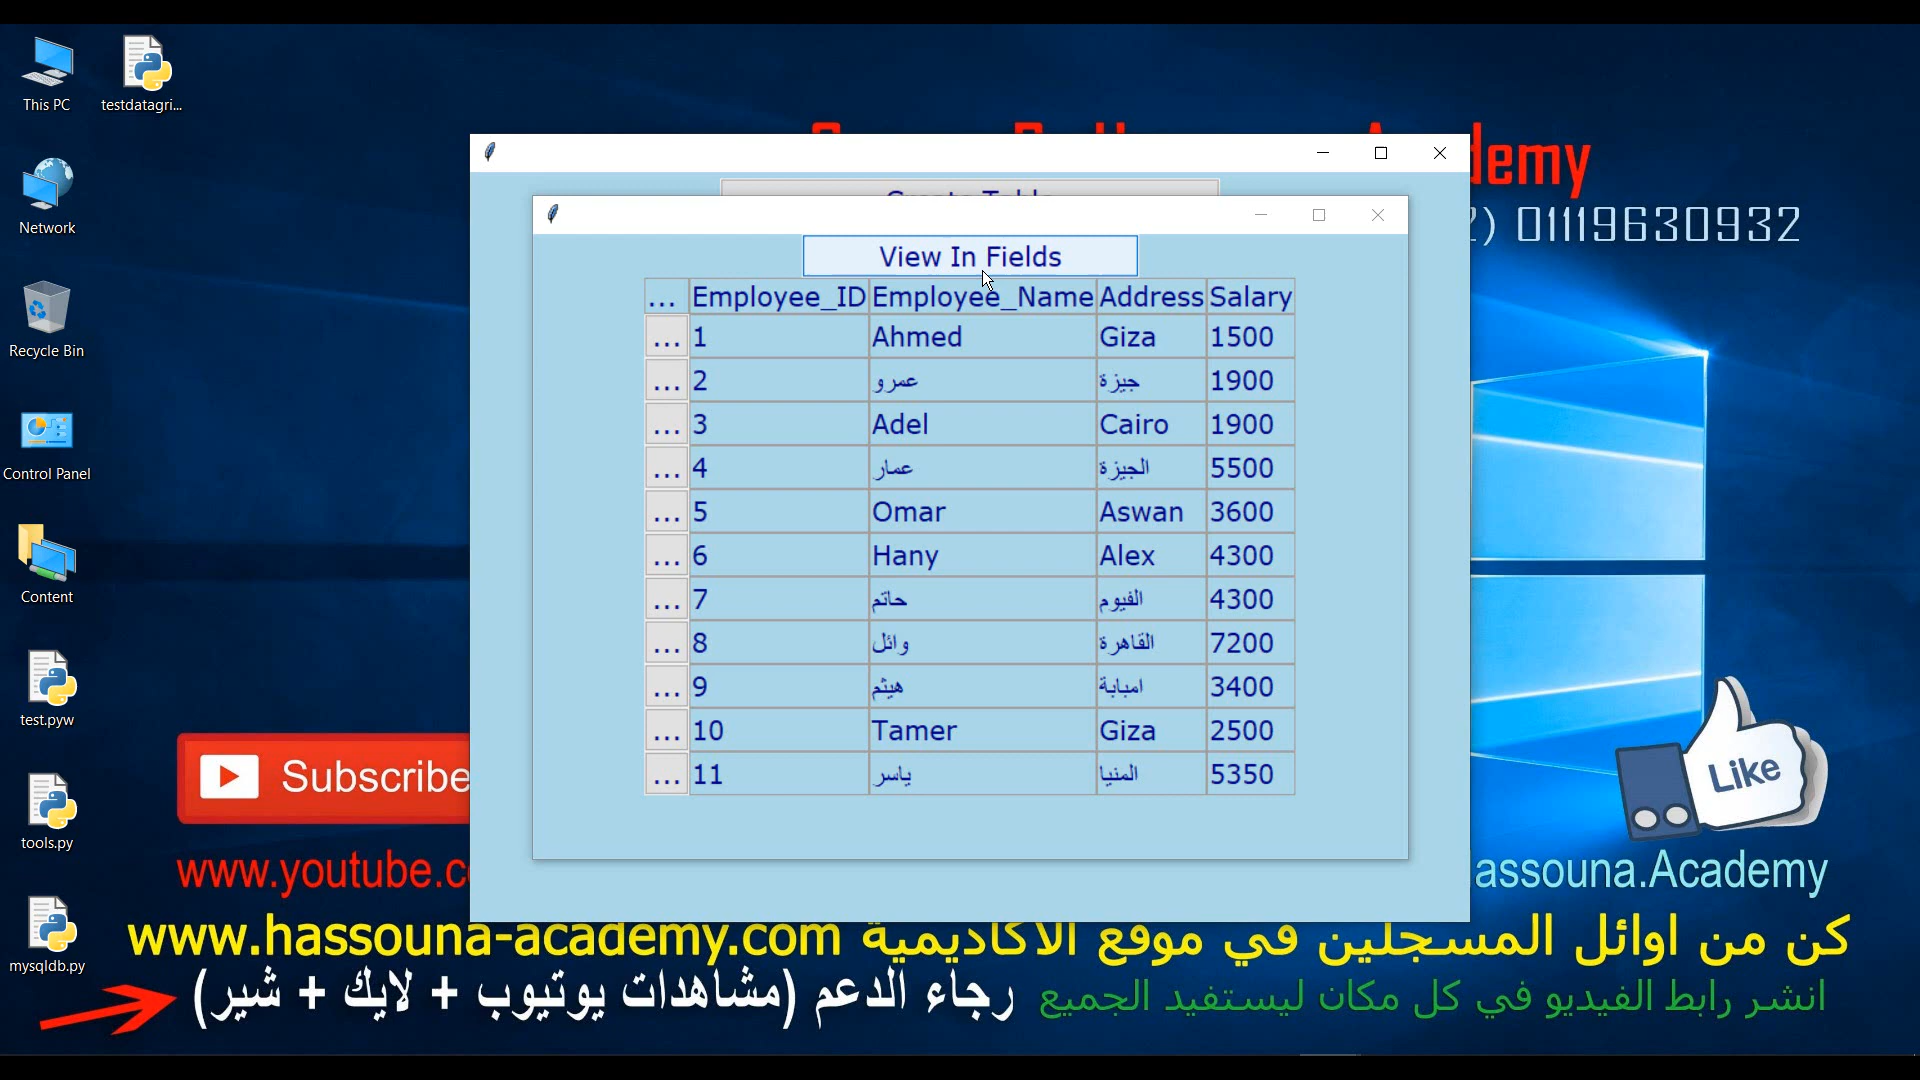 This PC
testdatagri...
Network
Recycle Bin
Control Panel
Content
test.pyw
tools.py
mysqldb.py
demy
2) 01119630932
View In Fields
... Employee_ID Employee_Name Address Salary
... 1 Ahmed Giza 1500
... 2 عمرو جيزة 1900
... 3 Adel Cairo 1900
... 4 عمار الجيزة 5500
... 5 Omar Aswan 3600
... 6 Hany Alex 4300
... 7 حاتم الفيوم 4300
... 8 وائل القاهرة 7200
... 9 هيثم امبابة 3400
... 10 Tamer Giza 2500
... 11 ياسر المنيا 5350
Subscribe
Like
www.youtube.c
assouna.Academy
www.hassouna-academy.com كن من اوائل المسجلين في موقع الاكاديمية
رجاء الدعم (مشاهدات يوتيوب + لايك + شير)
انشر رابط الفيديو في كل مكان ليستفيد الجميع